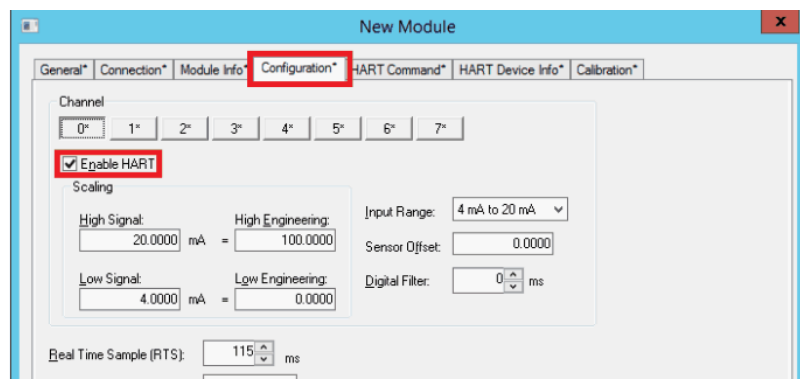 New Module
x
General* Connection* Module Info* Configuration* HART Command* HART Device Info* Calibration*
Channel
0* 1* 2* 3* 4* 5* 6* 7*
Enable HART
Scaling
High Signal: High Engineering: Input Range: 4 mA to 20 mA
20.0000 mA = 100.0000
Sensor Offset: 0.0000
Low Signal: Low Engineering: Digital Filter: 0 ms
4.0000 mA = 0.0000
Real Time Sample (RTS): 115 ms